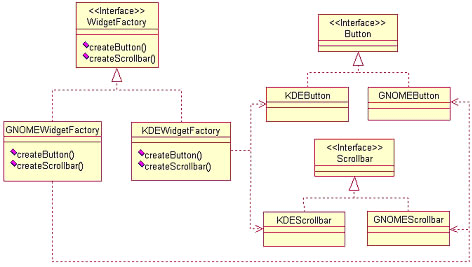 <<Interface>>
WidgetFactory
createButton()
createScrollbar()
<<Interface>>
Button
KDEButton
GNOMEButton
GNOMEWidgetFactory
createButton()
createScrollbar()
KDEWidgetFactory
createButton()
createScrollbar()
<<Interface>>
Scrollbar
KDEScrollbar
GNOMEScrollbar